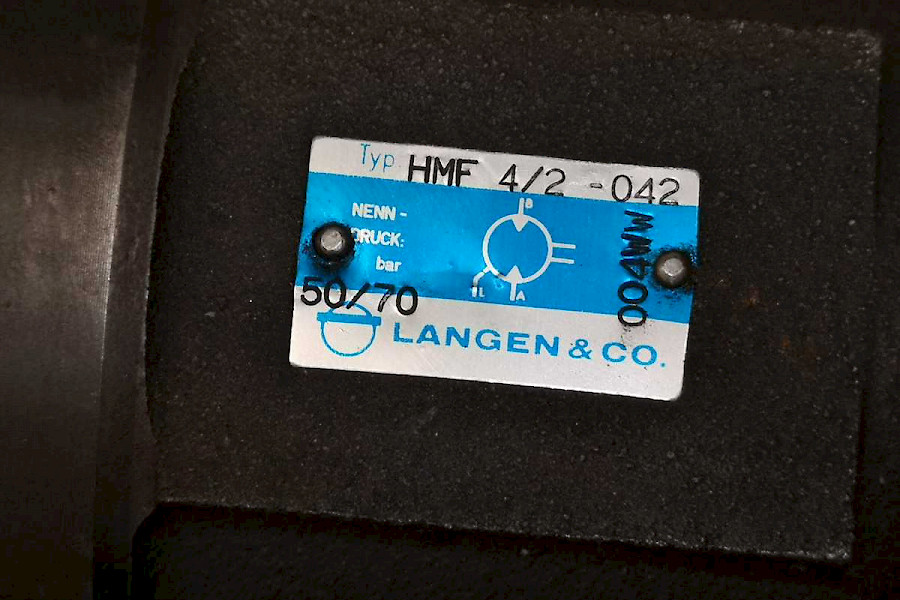 Typ HMF 4/2 -042
NENN-
DRUCK:
bar
50/70
B
L
A
004WW
LANGEN & CO.